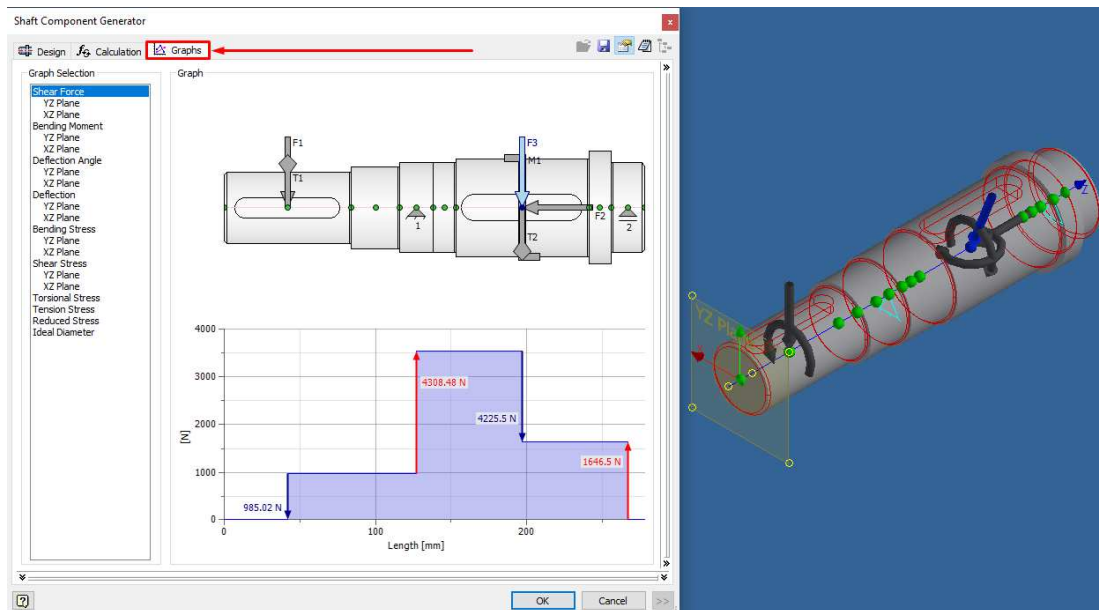 Shaft Component Generator
x
Design
Calculation
Graphs
Graph Selection
Shear Force
YZ Plane
XZ Plane
Bending Moment
YZ Plane
XZ Plane
Deflection Angle
YZ Plane
XZ Plane
Deflection
YZ Plane
XZ Plane
Bending Stress
YZ Plane
XZ Plane
Shear Stress
YZ Plane
XZ Plane
Torsional Stress
Tension Stress
Reduced Stress
Ideal Diameter
Graph
F1
T1
1
F3
M1
T2
F2
2
4000
3000
2000
1000
0
[N]
985.02 N
4308.48 N
4225.5 N
1646.5 N
0
100
200
Length [mm]
?
OK
Cancel
>>
Z